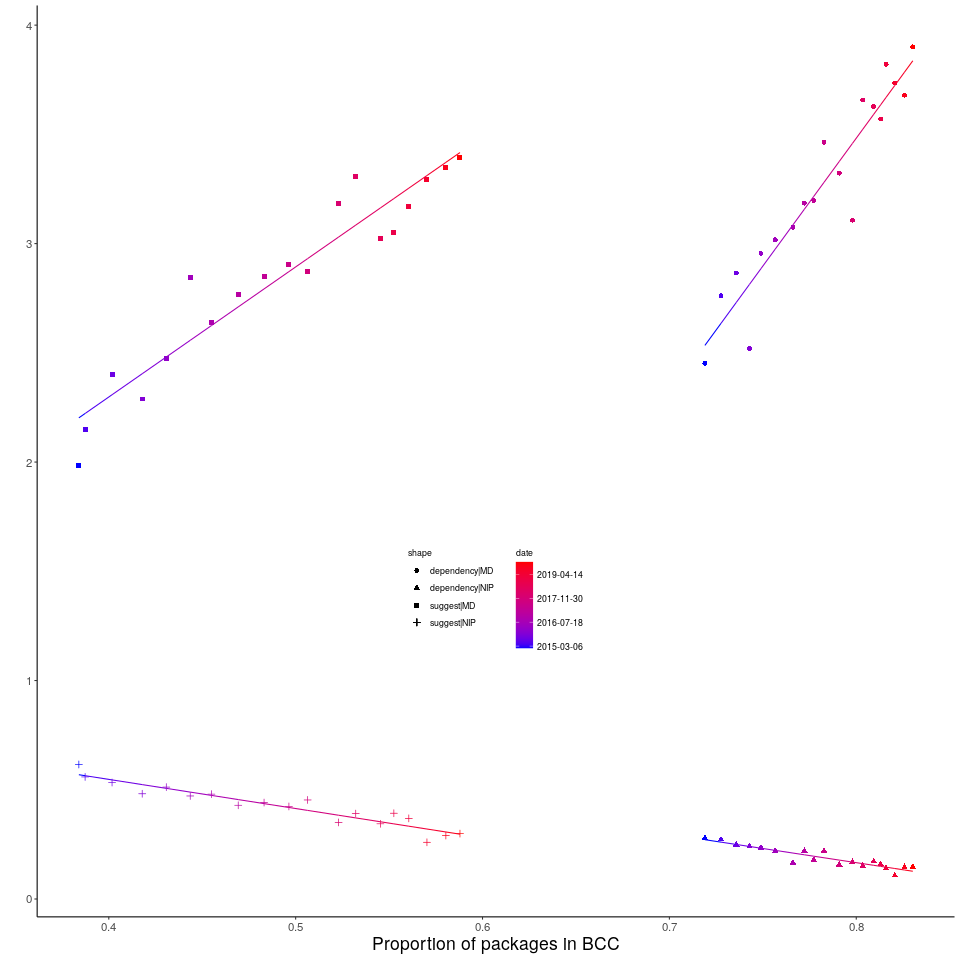 4
3
2
1
0
shape
dependency|MD
dependency|NIP
suggest|MD
suggest|NIP
date
2019-04-14
2017-11-30
2016-07-18
2015-03-06
0.4 0.5 0.6 0.7 0.8
Proportion of packages in BCC